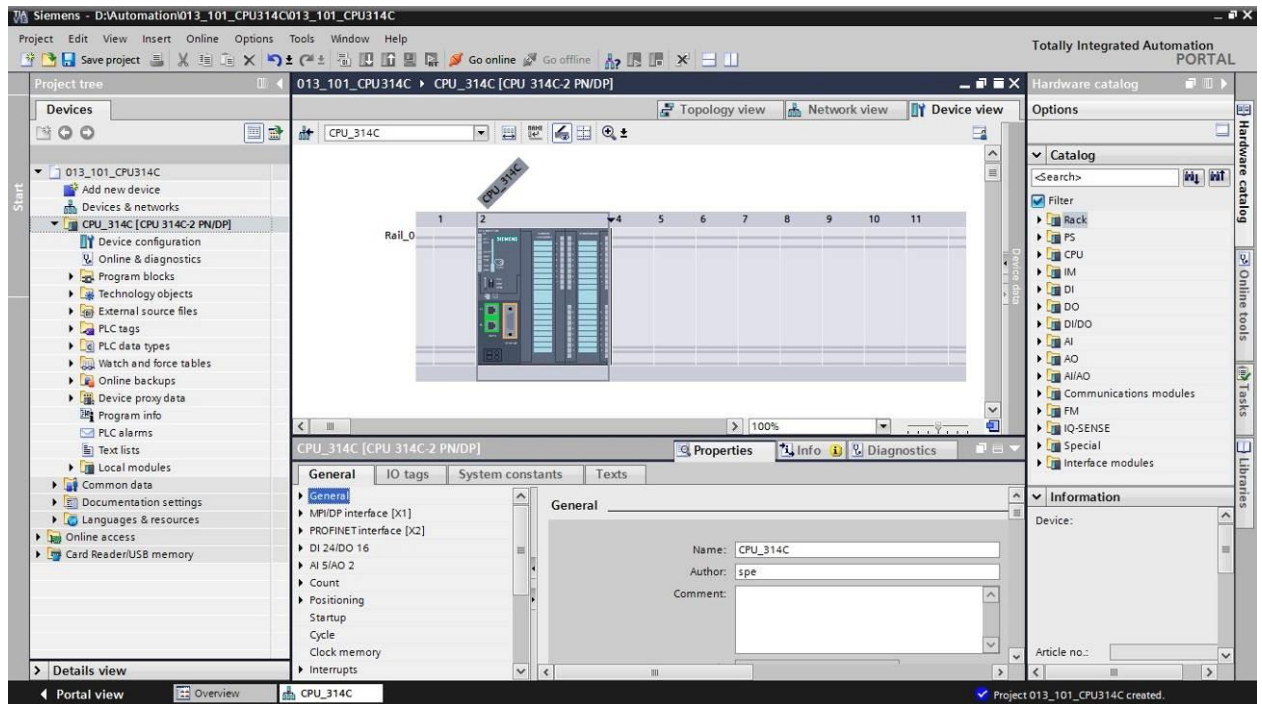 Siemens - D:\Automation\013_101_CPU314C\013_101_CPU314C
Project Edit View Insert Online Options Tools Window Help
Save project
Go online
Go offline
Totally Integrated Automation
PORTAL
Start
Project tree
Devices
013_101_CPU314C
Add new device
Devices & networks
CPU_314C [CPU 314C-2 PN/DP]
Device configuration
Online & diagnostics
Program blocks
Technology objects
External source files
PLC tags
PLC data types
Watch and force tables
Online backups
Device proxy data
Program info
PLC alarms
Text lists
Local modules
Common data
Documentation settings
Languages & resources
Online access
Card Reader/USB memory
Details view
013_101_CPU314C CPU_314C [CPU 314C-2 PN/DP]
Topology view
Network view
Device view
CPU_314C
CPU_314C
1 2 4 5 6 7 8 9 10 11
Rail_0
SIEMENS
Device data
100%
CPU_314C [CPU 314C-2 PN/DP]
Properties
Info
Diagnostics
General
IO tags
System constants
Texts
General
MPI/DP interface [X1]
PROFINET interface [X2]
DI 24/DO 16
AI 5/AO 2
Count
Positioning
Startup
Cycle
Clock memory
Interrupts
General
Name: CPU_314C
Author: spe
Comment:
Hardware catalog
Options
Catalog
<Search>
Filter
Rack
PS
CPU
IM
DI
DO
DI/DO
AI
AO
AI/AO
Communications modules
FM
IQ-SENSE
Special
Interface modules
Information
Device:
Article no.:
Hardware catalog
Online tools
Tasks
Libraries
Portal view
Overview
CPU_314C
Project 013_101_CPU314C created.